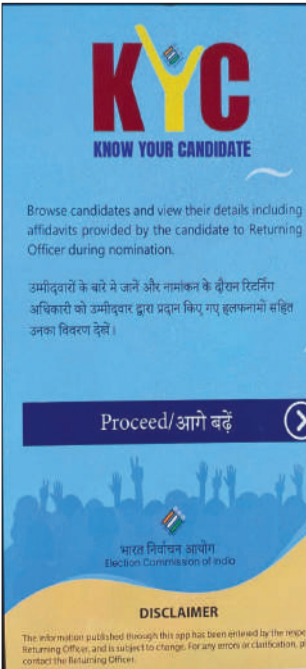 KYC
KNOW YOUR CANDIDATE
Browse candidates and view their details including
affidavits provided by the candidate to Returning
Officer during nomination.
उम्मीदवारों के बारे मे जानें और नामांकन के दौरान रिटर्निंग
अधिकारी को उम्मीदवार द्वारा प्रदान किए गए हलफनामों सहित
उनका विवरण देखें।
Proceed/आगे बढ़ें
भारत निर्वाचन आयोग
Election Commission of India
DISCLAIMER
The information published through this app has been entered by the
Returning Officer, and is subject to change. For any errors or clarification,
contact the Returning Officer.